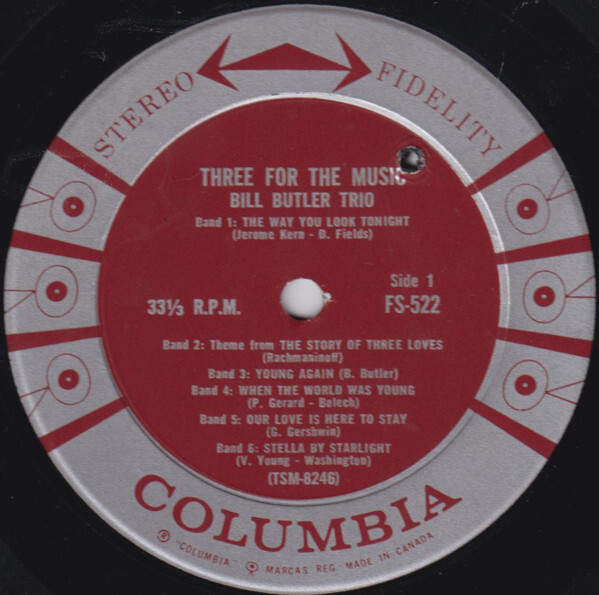 STEREO FIDELITY
THREE FOR THE MUSIC
BILL BUTLER TRIO
Band 1: THE WAY YOU LOOK TONIGHT
(Jerome Kern - D. Fields)
Side 1
33⅓ R.P.M.
FS-522
Band 2: Theme from THE STORY OF THREE LOVES
(Rachmaninoff)
Band 3: YOUNG AGAIN (B. Butler)
Band 4: WHEN THE WORLD WAS YOUNG
(P. Gerard - Bolech)
Band 5: OUR LOVE IS HERE TO STAY
(G. Gershwin)
Band 6: STELLA BY STARLIGHT
(V. Young - Washington)
(TSM-8246)
COLUMBIA
® "COLUMBIA" MARCAS REG. MADE IN CANADA